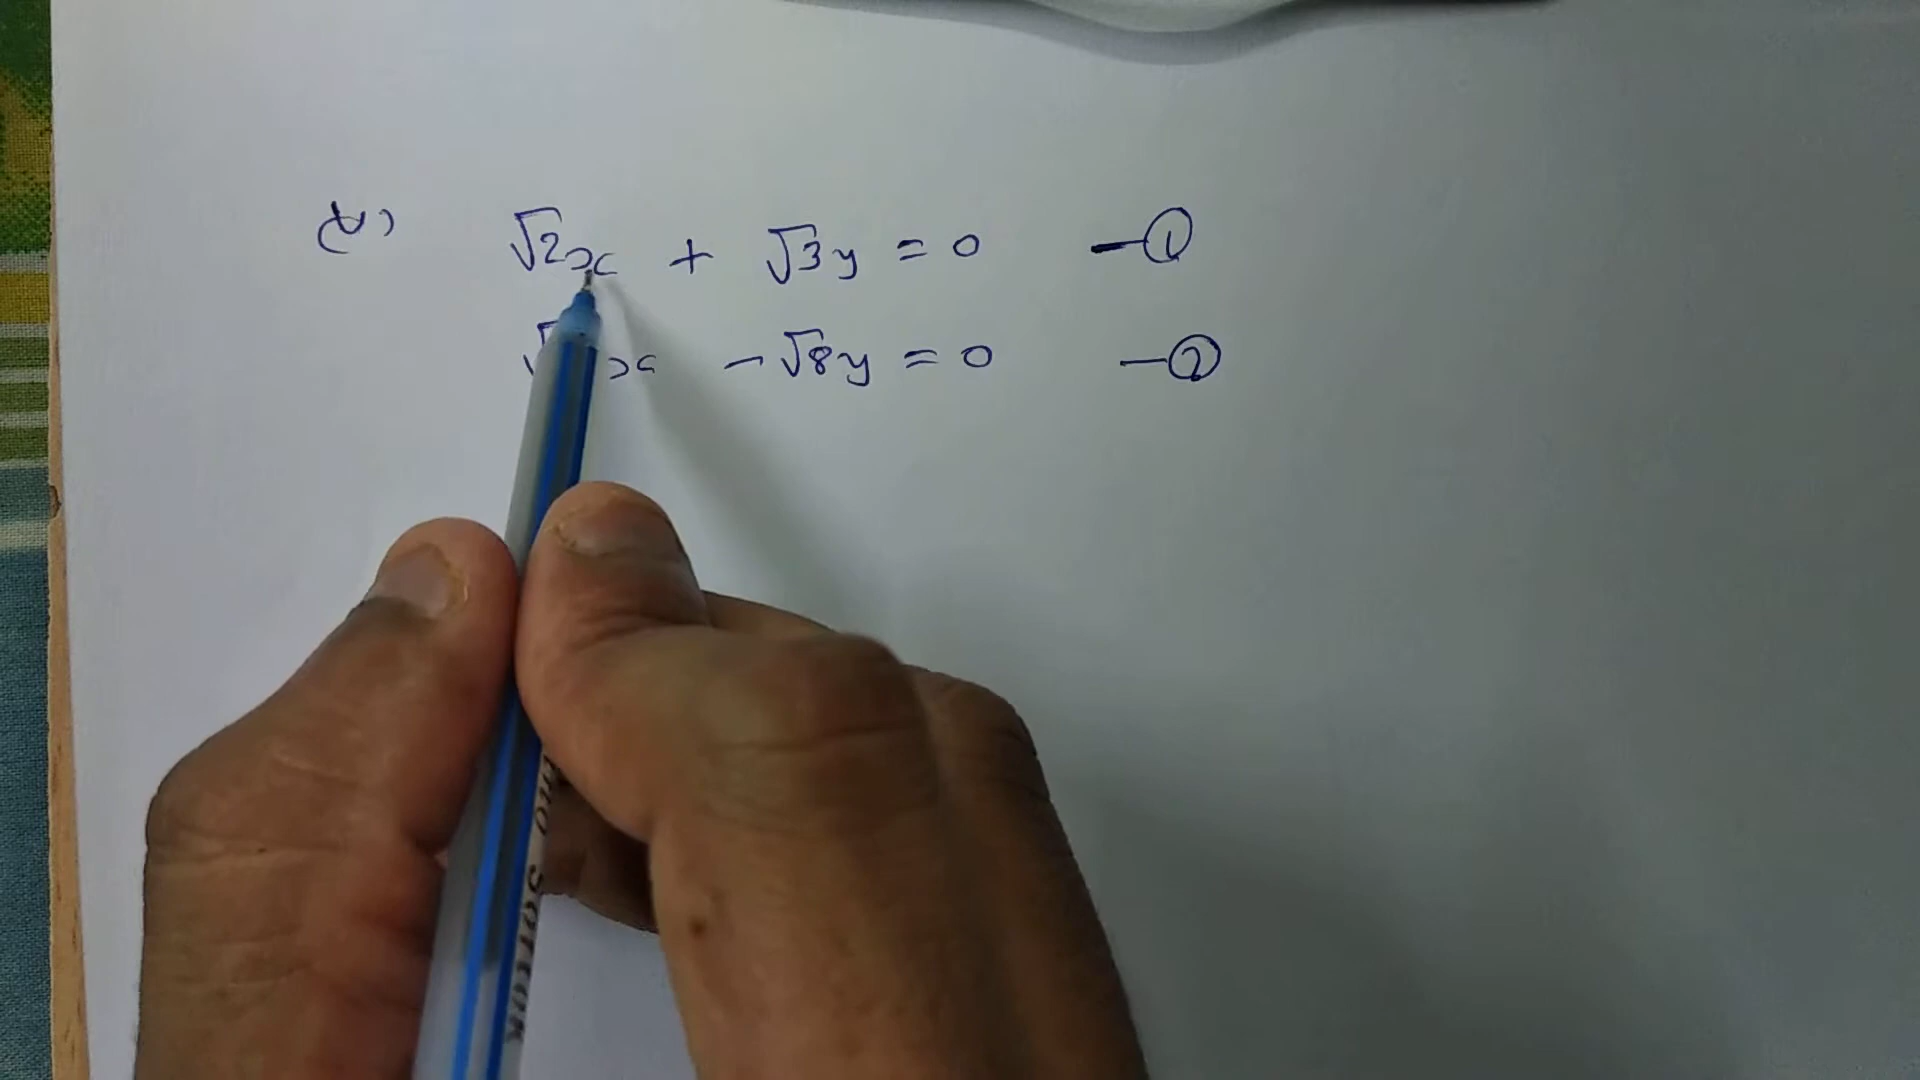 (v) √2x + √3y = 0 —①
√ x - √8y = 0 —②